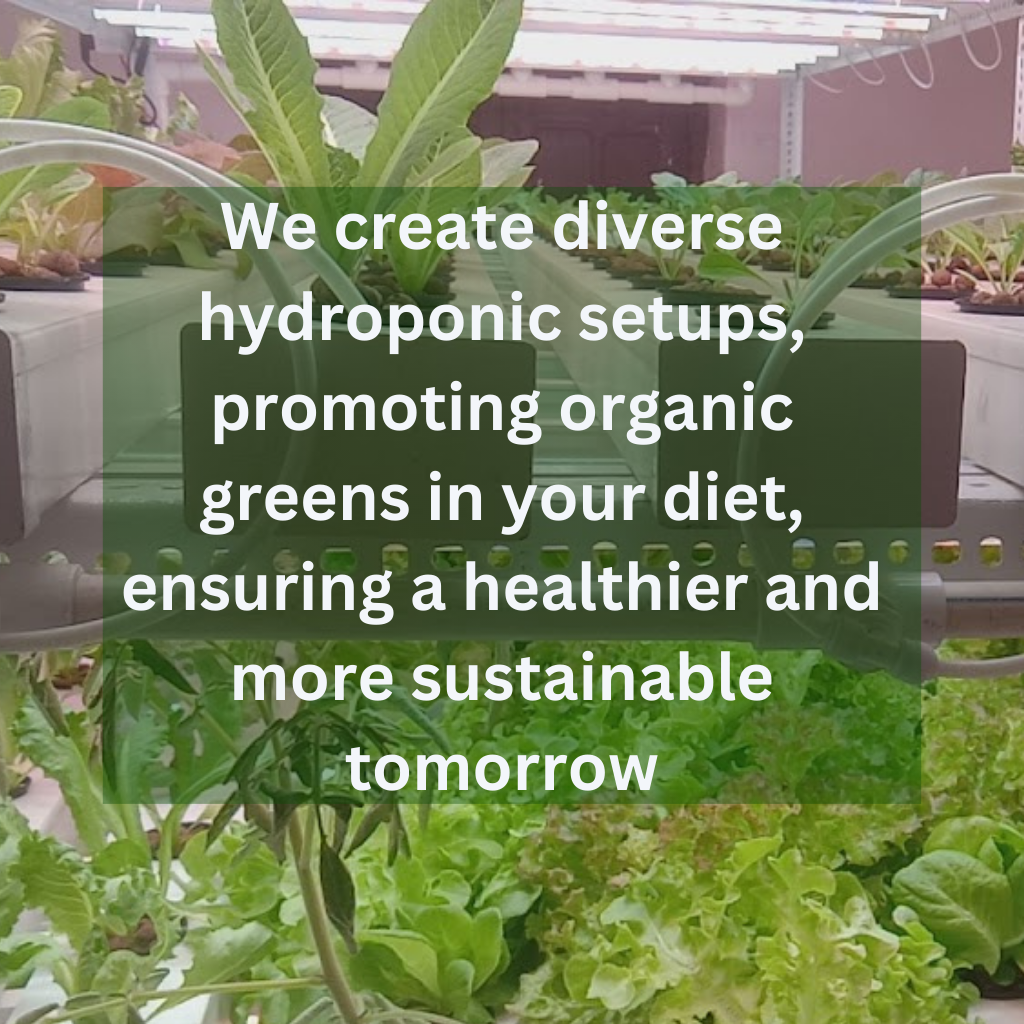 We create diverse
hydroponic setups,
promoting organic
greens in your diet,
ensuring a healthier and
more sustainable
tomorrow